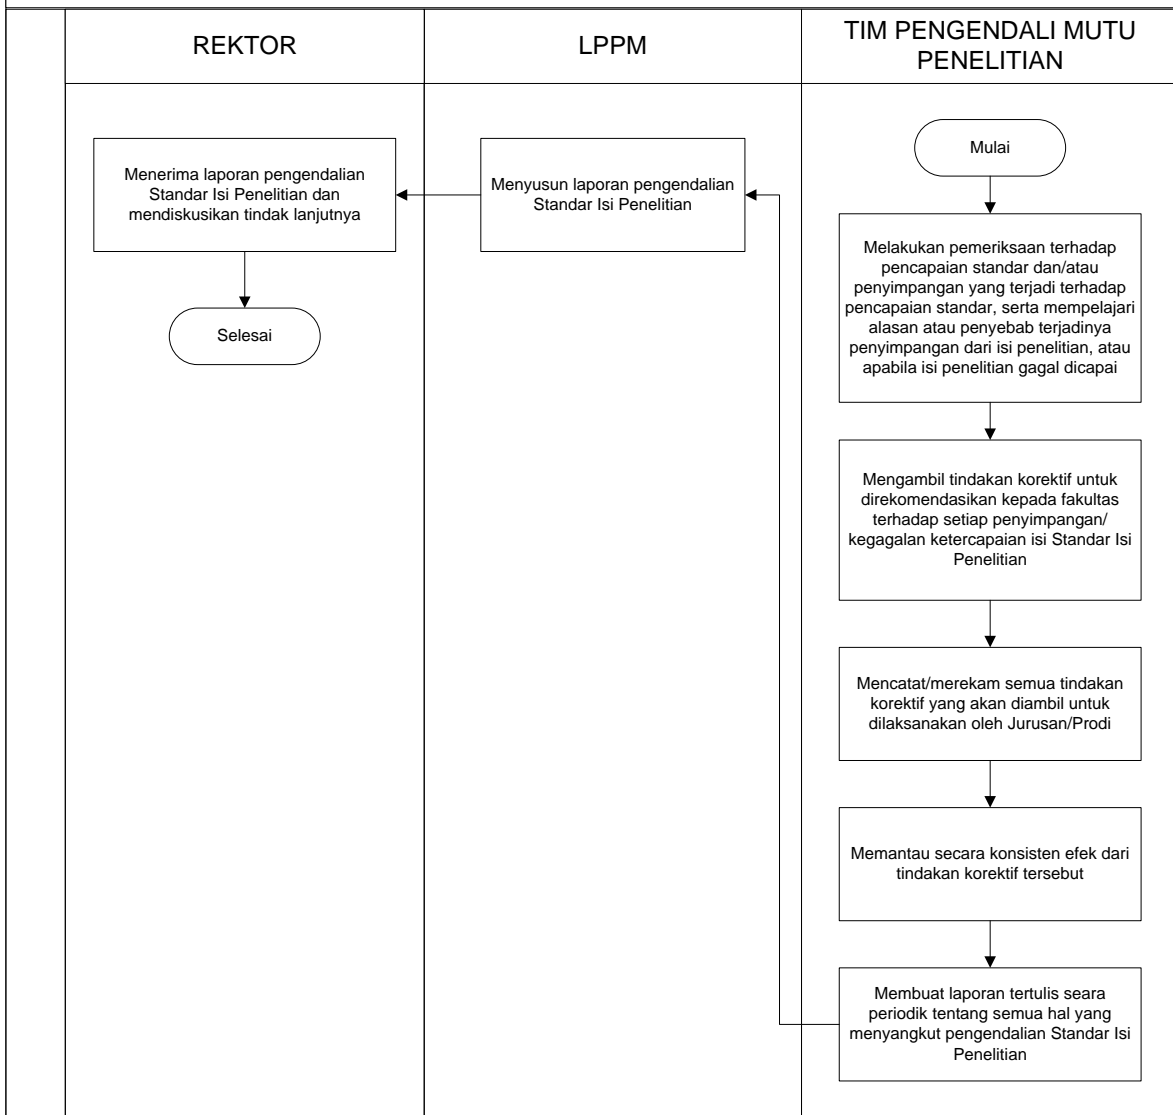 REKTOR
LPPM
TIM PENGENDALI MUTU
PENELITIAN
Menerima laporan pengendalian
Standar Isi Penelitian dan
mendiskusikan tindak lanjutnya
Selesai
Menyusun laporan pengendalian
Standar Isi Penelitian
Mulai
Melakukan pemeriksaan terhadap
pencapaian standar dan/atau
penyimpangan yang terjadi terhadap
pencapaian standar, serta mempelajari
alasan atau penyebab terjadinya
penyimpangan dari isi penelitian, atau
apabila isi penelitian gagal dicapai
Mengambil tindakan korektif untuk
direkomendasikan kepada fakultas
terhadap setiap penyimpangan/
kegagalan ketercapaian isi Standar Isi
Penelitian
Mencatat/merekam semua tindakan
korektif yang akan diambil untuk
dilaksanakan oleh Jurusan/Prodi
Memantau secara konsisten efek dari
tindakan korektif tersebut
Membuat laporan tertulis seara
periodik tentang semua hal yang
menyangkut pengendalian Standar Isi
Penelitian